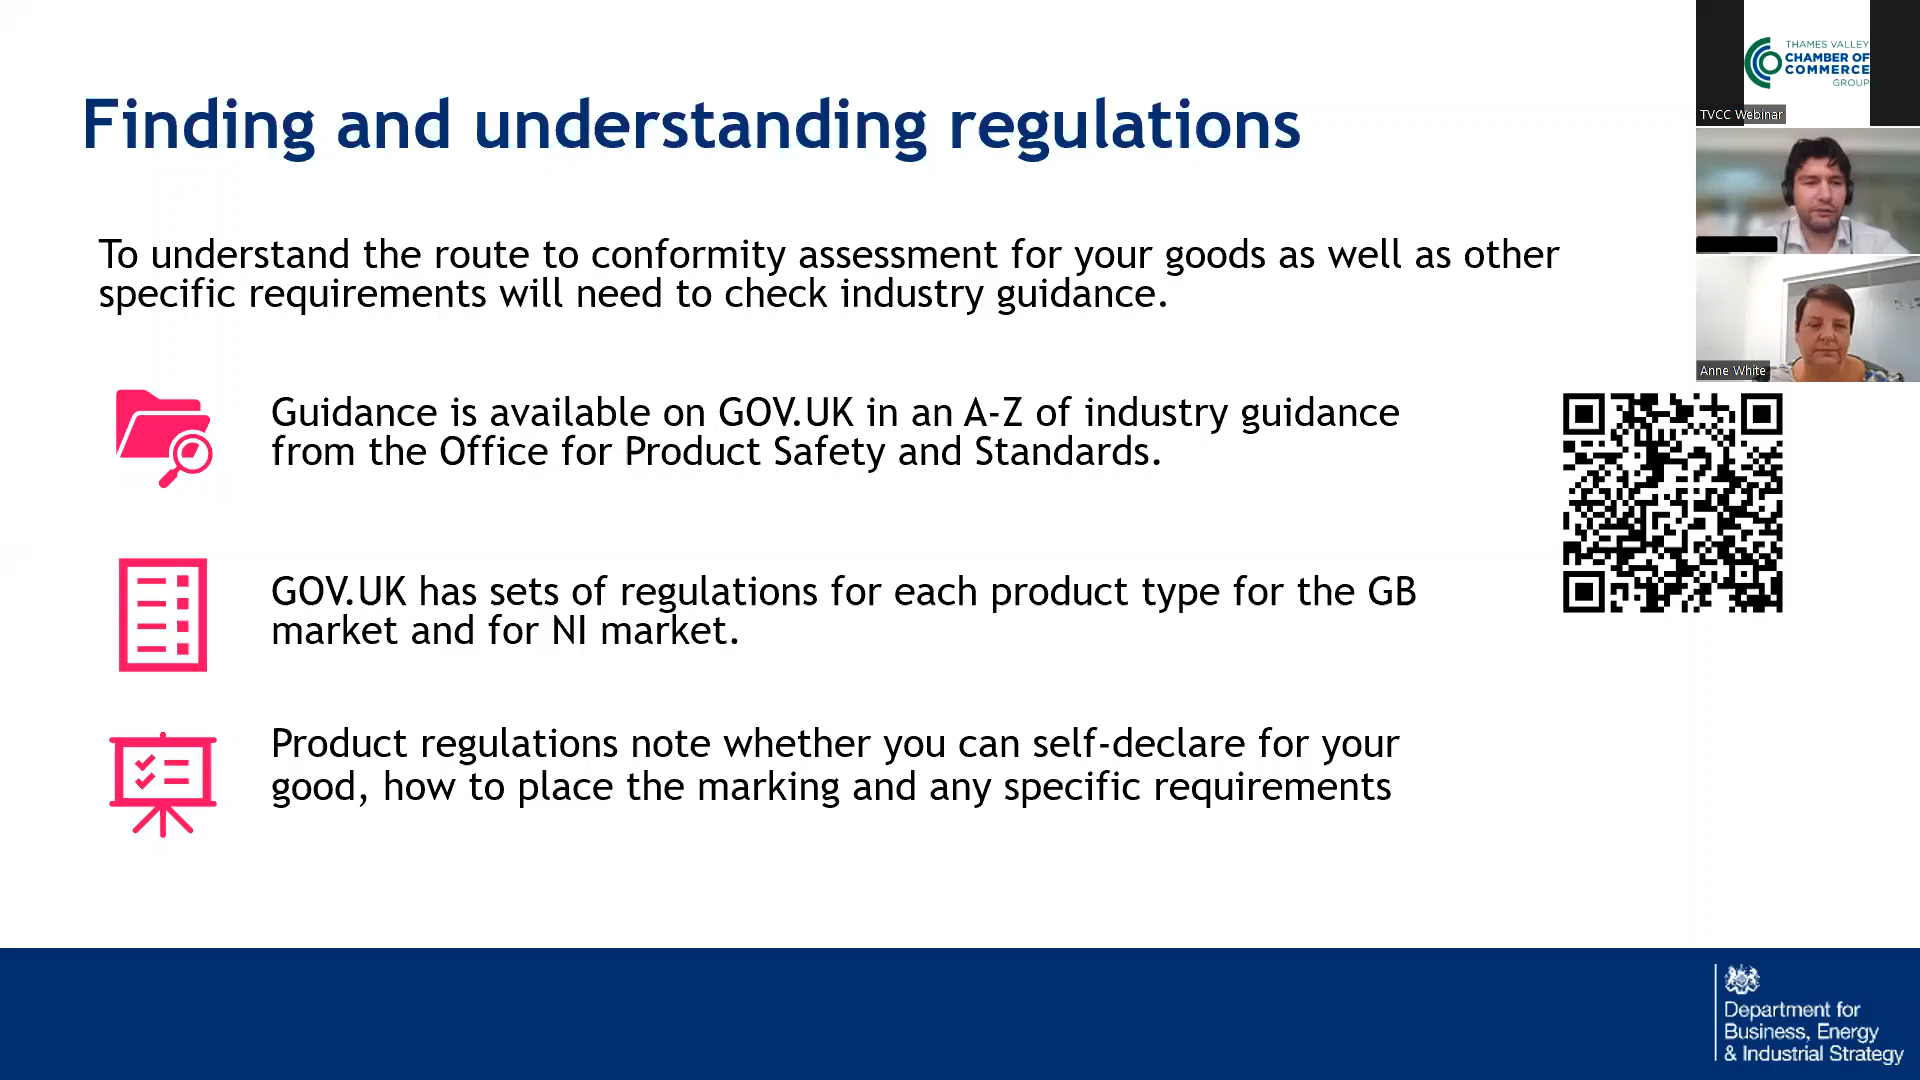 Finding and understanding regulations
To understand the route to conformity assessment for your goods as well as other
specific requirements will need to check industry guidance.
Guidance is available on GOV.UK in an A-Z of industry guidance
from the Office for Product Safety and Standards.
GOV.UK has sets of regulations for each product type for the GB
market and for NI market.
Product regulations note whether you can self-declare for your
good, how to place the marking and any specific requirements
THAMES VALLEY
CHAMBER OF
COMMERCE
GROUP
TVCC Webinar
Anne White
Department for
Business, Energy
& Industrial Strategy